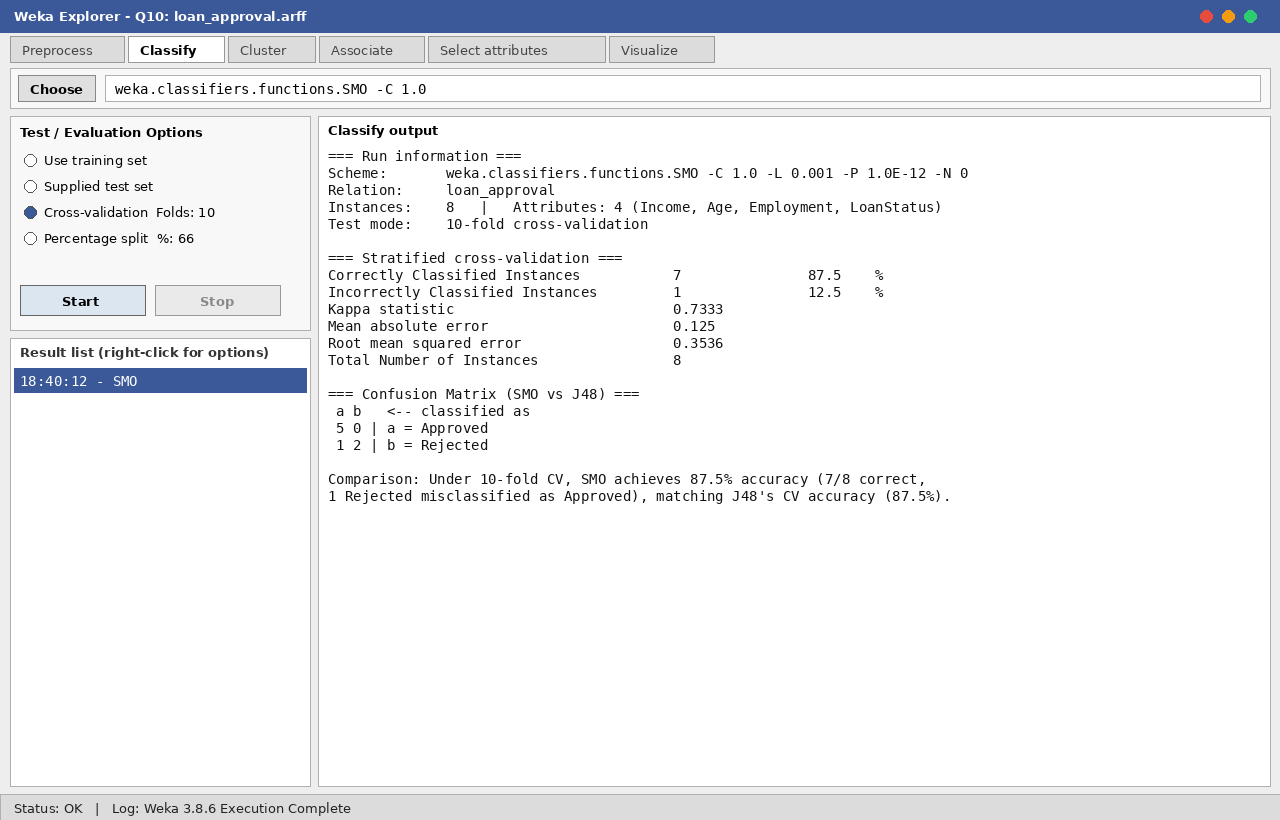 Weka Explorer - Q10: loan_approval.arff
Preprocess Classify Cluster Associate Select attributes Visualize
Choose weka.classifiers.functions.SMO -C 1.0
Test / Evaluation Options
Use training set
Supplied test set
Cross-validation  Folds: 10
Percentage split  %: 66
Start Stop
Result list (right-click for options)
18:40:12 - SMO
Classify output
=== Run information ===
Scheme:       weka.classifiers.functions.SMO -C 1.0 -L 0.001 -P 1.0E-12 -N 0
Relation:     loan_approval
Instances:    8   |   Attributes: 4 (Income, Age, Employment, LoanStatus)
Test mode:    10-fold cross-validation
=== Stratified cross-validation ===
Correctly Classified Instances           7               87.5    %
Incorrectly Classified Instances         1               12.5    %
Kappa statistic                          0.7333
Mean absolute error                      0.125
Root mean squared error                  0.3536
Total Number of Instances                8
=== Confusion Matrix (SMO vs J48) ===
 a b   <-- classified as
 5 0 | a = Approved
 1 2 | b = Rejected
Comparison: Under 10-fold CV, SMO achieves 87.5% accuracy (7/8 correct,
1 Rejected misclassified as Approved), matching J48's CV accuracy (87.5%).
Status: OK   |   Log: Weka 3.8.6 Execution Complete